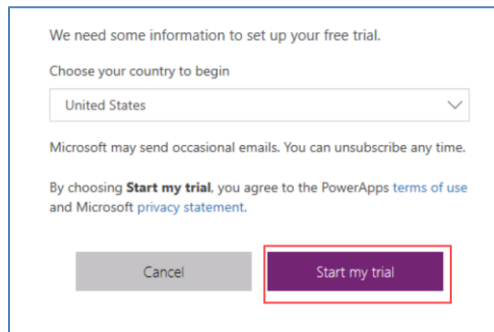 We need some information to set up your free trial.
Choose your country to begin
United States
Microsoft may send occasional emails. You can unsubscribe any time.
By choosing Start my trial, you agree to the PowerApps terms of use
and Microsoft privacy statement.
Cancel
Start my trial